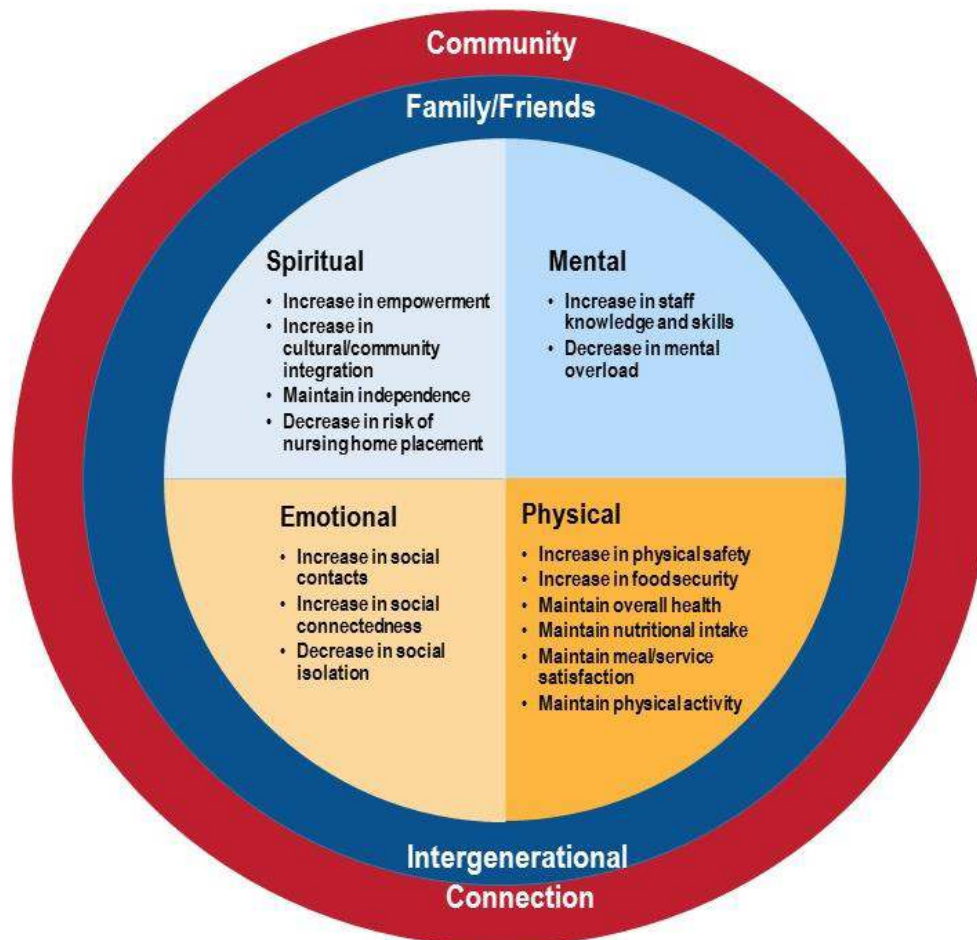 Community
Family/Friends
Spiritual
• Increase in empowerment
• Increase in
cultural/community
integration
• Maintain independence
• Decrease in risk of
nursing home placement
Mental
• Increase in staff
knowledge and skills
• Decrease in mental
overload
Emotional
• Increase in social
contacts
• Increase in social
connectedness
• Decrease in social
isolation
Physical
• Increase in physical safety
• Increase in food security
• Maintain overall health
• Maintain nutritional intake
• Maintain meal/service
satisfaction
• Maintain physical activity
Intergenerational
Connection